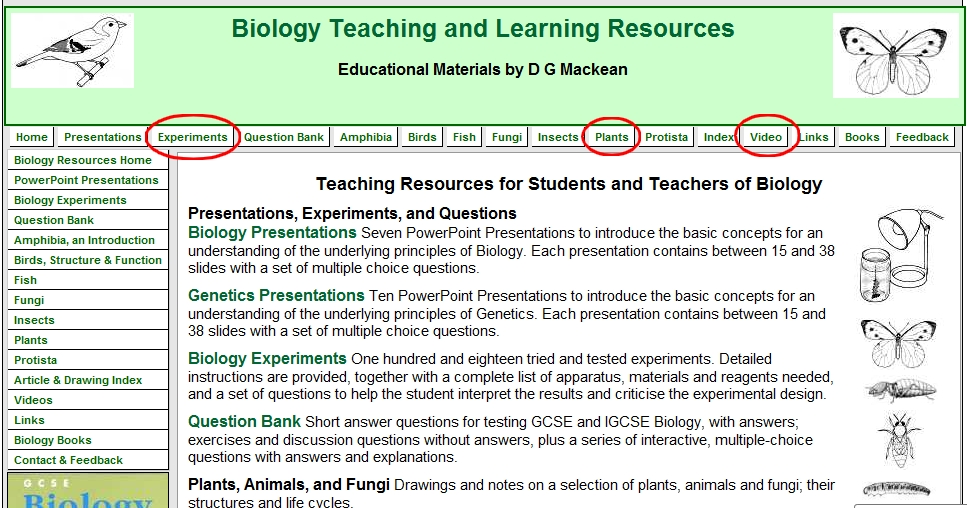 Biology Teaching and Learning Resources
Educational Materials by D G Mackean
Home Presentations Experiments Question Bank Amphibia Birds Fish Fungi Insects Plants Protista Index Video Links Books Feedback
Biology Resources Home
PowerPoint Presentations
Biology Experiments
Question Bank
Amphibia, an Introduction
Birds, Structure & Function
Fish
Fungi
Insects
Plants
Protista
Article & Drawing Index
Videos
Links
Biology Books
Contact & Feedback
GCSE
Biology
Teaching Resources for Students and Teachers of Biology
Presentations, Experiments, and Questions
Biology Presentations Seven PowerPoint Presentations to introduce the basic concepts for an
understanding of the underlying principles of Biology. Each presentation contains between 15 and 38
slides with a set of multiple choice questions.
Genetics Presentations Ten PowerPoint Presentations to introduce the basic concepts for an
understanding of the underlying principles of Genetics. Each presentation contains between 15 and
38 slides with a set of multiple choice questions.
Biology Experiments One hundred and eighteen tried and tested experiments. Detailed
instructions are provided, together with a complete list of apparatus, materials and reagents needed,
and a set of questions to help the student interpret the results and criticise the experimental design.
Question Bank Short answer questions for testing GCSE and IGCSE Biology, with answers;
exercises and discussion questions without answers, plus a series of interactive, multiple-choice
questions with answers and explanations.
Plants, Animals, and Fungi Drawings and notes on a selection of plants, animals and fungi; their
structures and life cycles.